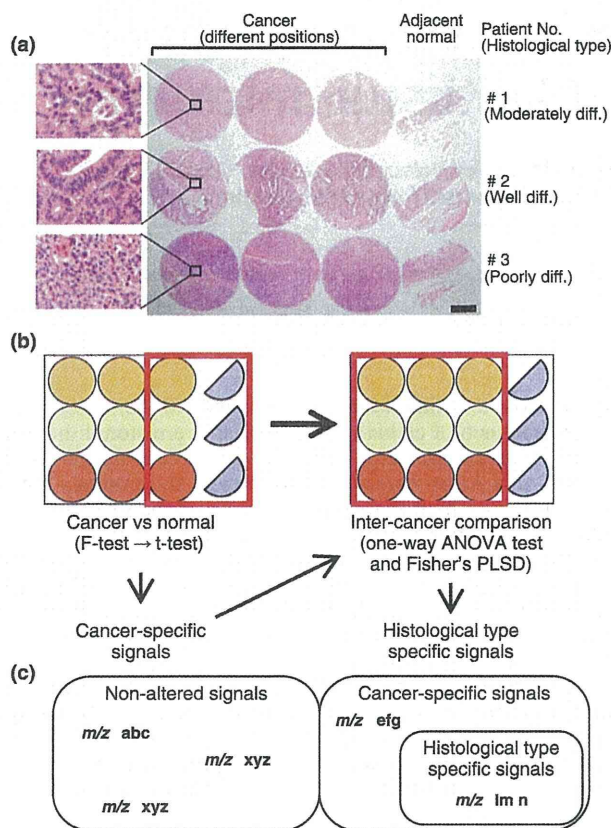 (a)
Cancer
(different positions)
Adjacent
normal
Patient No.
(Histological type)
# 1
(Moderately diff.)
# 2
(Well diff.)
# 3
(Poorly diff.)
(b)
Cancer vs normal
(F-test → t-test)
Inter-cancer comparison
(one-way ANOVA test
and Fisher's PLSD)
Cancer-specific
signals
Histological type
specific signals
(c)
Non-altered signals
m/z abc
m/z xyz
m/z xyz
Cancer-specific signals
m/z efg
Histological type
specific signals
m/z lm n